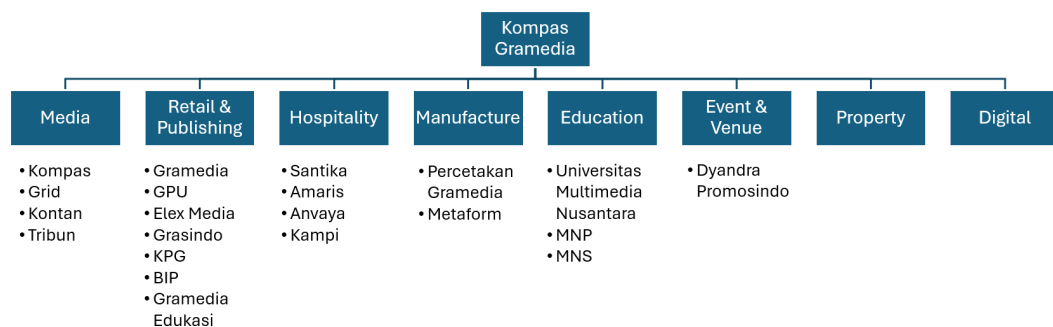 Kompas
Gramedia
Media
Retail &
Publishing
Hospitality
Manufacture
Education
Event &
Venue
Property
Digital
• Kompas
• Grid
• Kontan
• Tribun
• Gramedia
• GPU
• Elex Media
• Grasindo
• KPG
• BIP
• Gramedia
Edukasi
• Santika
• Amaris
• Anvaya
• Kampi
• Percetakan
Gramedia
• Metaform
• Universitas
Multimedia
Nusantara
• MNP
• MNS
• Dyandra
Promosindo